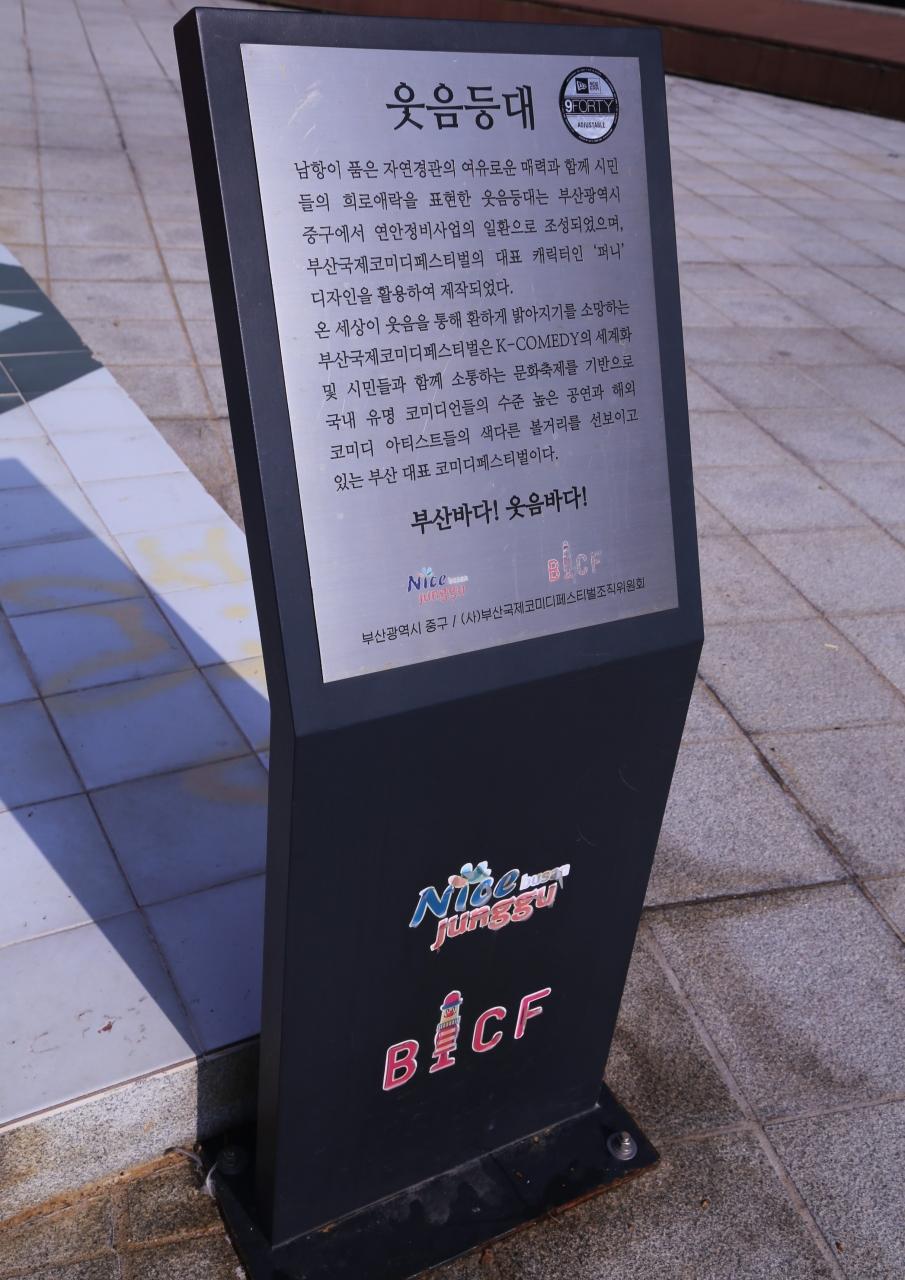 웃음등대
NEW ERA
9FORTY
ADJUSTABLE
남항이 품은 자연경관의 여유로운 매력과 함께 시민
들의 희로애락을 표현한 웃음등대는 부산광역시
중구에서 연안정비사업의 일환으로 조성되었으며,
부산국제코미디페스티벌의 대표 캐릭터인 '퍼니'
디자인을 활용하여 제작되었다.
온 세상이 웃음을 통해 환하게 밝아지기를 소망하는
부산국제코미디페스티벌은 K-COMEDY의 세계화
및 시민들과 함께 소통하는 문화축제를 기반으로
국내 유명 코미디언들의 수준 높은 공연과 해외
코미디 아티스트들의 색다른 볼거리를 선보이고
있는 부산 대표 코미디페스티벌이다.
부산바다! 웃음바다!
Nice busan
junggu
BICF
부산광역시 중구 / (사)부산국제코미디페스티벌조직위원회
Nice busan
junggu
BICF